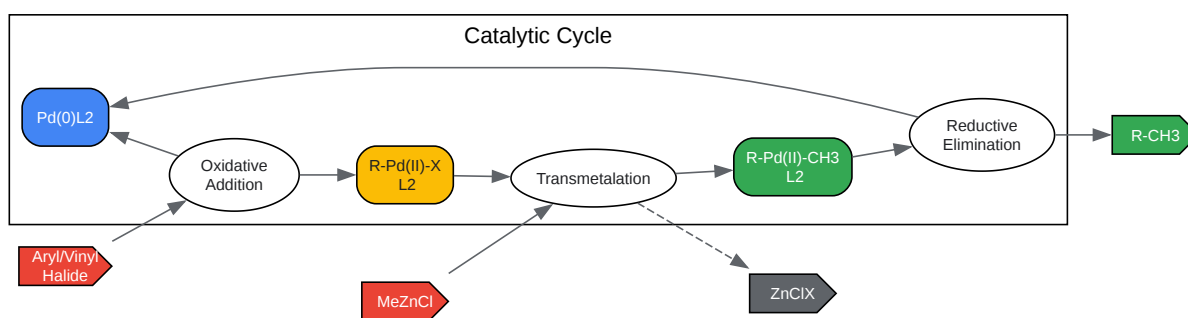 Catalytic Cycle
Pd(0)L2
Oxidative
Addition
R-Pd(II)-X
L2
Transmetalation
R-Pd(II)-CH3
L2
Reductive
Elimination
R-CH3
Aryl/Vinyl
Halide
MeZnCl
ZnClX